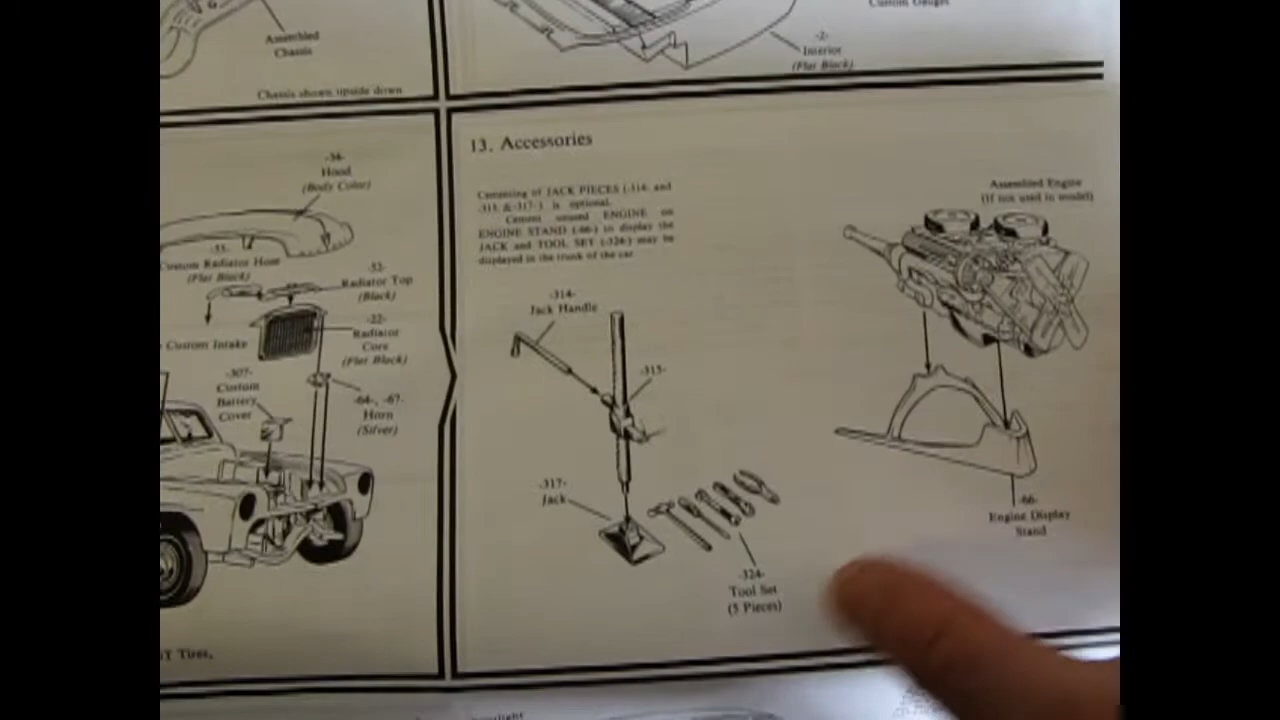 Assembled
Chassis
Chassis shown upside down
Custom Gauges
-2-
Interior
(Flat Black)
-34-
Hood
(Body Color)
-51-
Custom Radiator Hose
(Flat Black)
-52-
Radiator Top
(Black)
-22-
Radiator
Core
(Flat Black)
Custom Intake
-307-
Custom
Battery
Cover
-64-, -67-
Horn
(Silver)
T Tires.
13. Accessories
Cementing of JACK PIECES (-314- and
-315- & -317-) is optional.
Cement unused ENGINE on
ENGINE STAND (-66-) to display the
JACK and TOOL SET (-324-) may be
displayed in the trunk of the car.
Assembled Engine
(If not used in model)
-314-
Jack Handle
-315-
-317-
Jack
-324-
Tool Set
(5 Pieces)
-66-
Engine Display
Stand